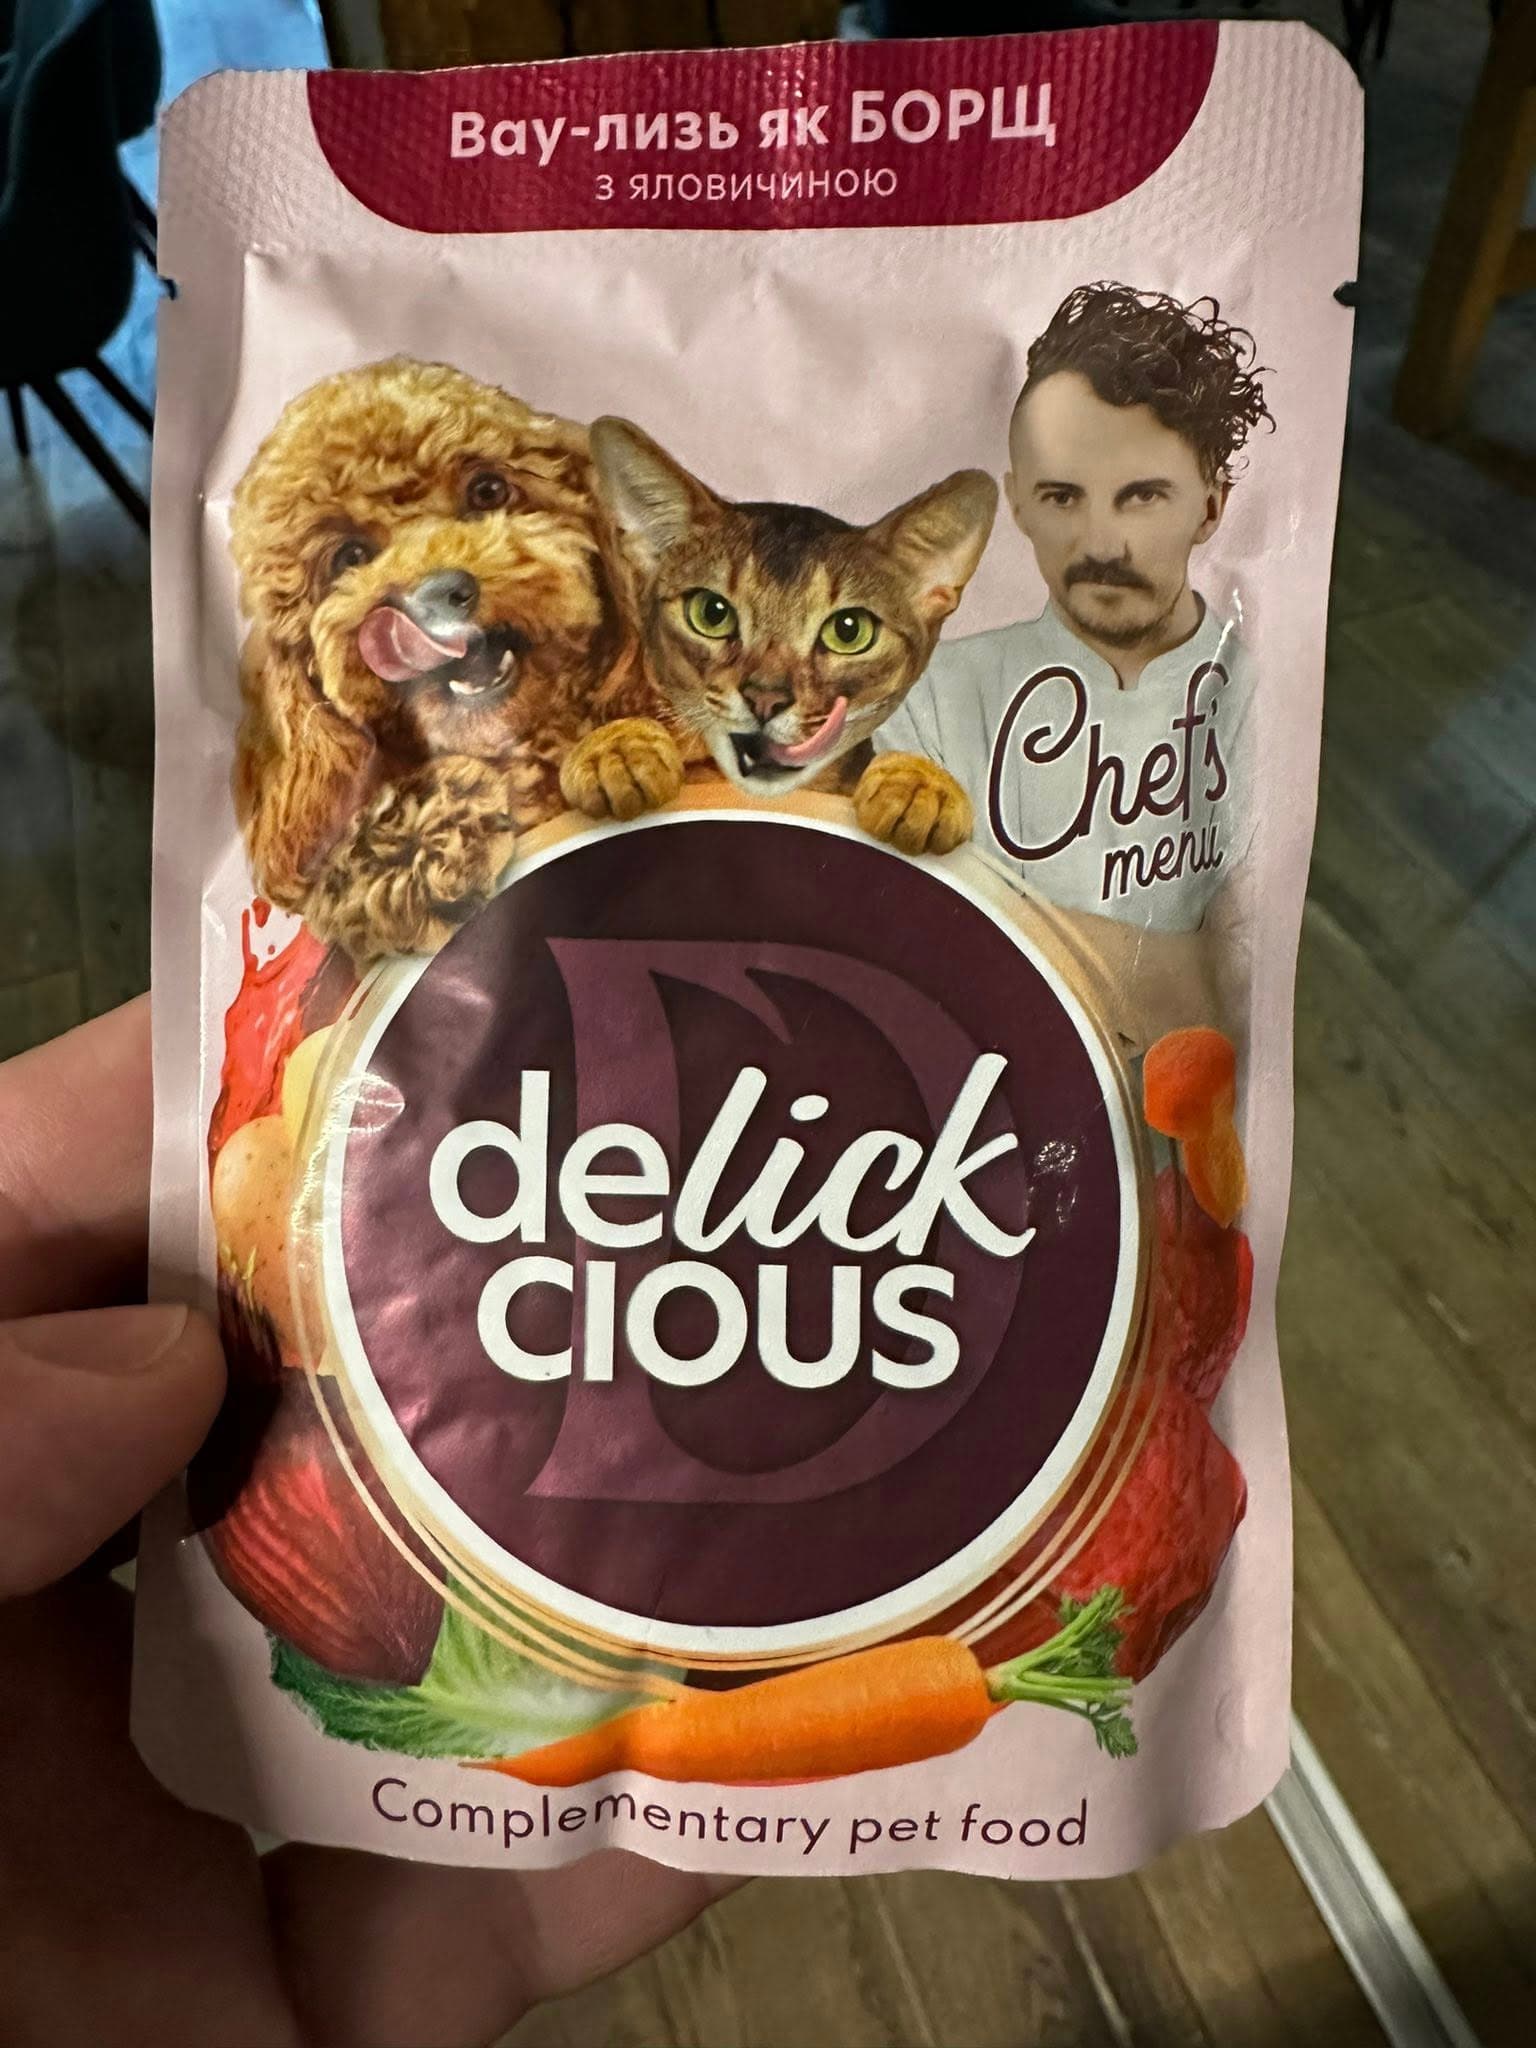 Вау-лизь як БОРЩ
з яловичиною
Chef's
menu
delick
cious
Complementary pet food